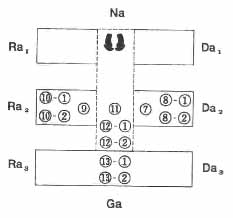 Na
Ra₁ Da₁
⑩-① ⑧-①
Ra₂ ⑨ ⑪ ⑦ Da₂
⑩-② ⑧-②
⑫-①
⑫-②
Ra₃ ⑬-① Da₃
⑬-②
Ga